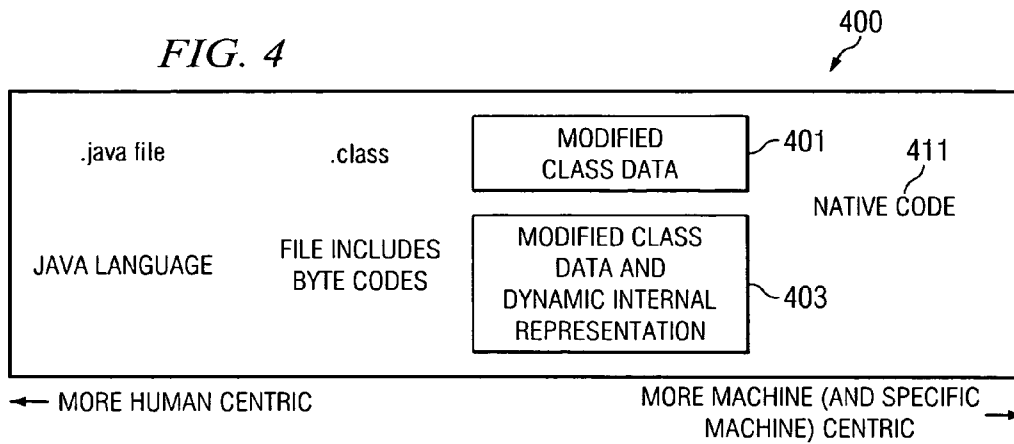 FIG. 4
400
.java file
.class
MODIFIED
CLASS DATA
401
411
NATIVE CODE
JAVA LANGUAGE
FILE INCLUDES
BYTE CODES
MODIFIED CLASS
DATA AND
DYNAMIC INTERNAL
REPRESENTATION
403
← MORE HUMAN CENTRIC
MORE MACHINE (AND SPECIFIC
MACHINE) CENTRIC →